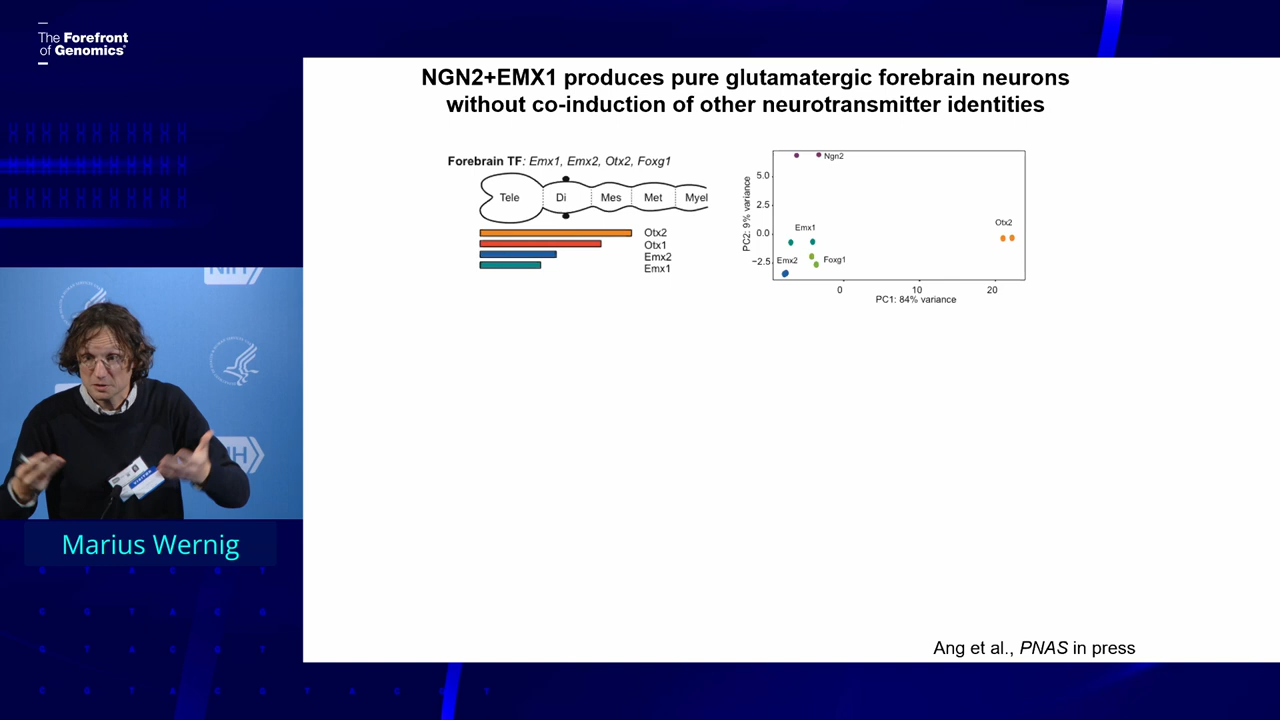 The Forefront
of Genomics
NGN2+EMX1 produces pure glutamatergic forebrain neurons
without co-induction of other neurotransmitter identities
Forebrain TF: Emx1, Emx2, Otx2, Foxg1
Tele Di Mes Met Myel
Otx2
Otx1
Emx2
Emx1
PC2: 9% variance
5.0
2.5
0.0
−2.5
Ngn2
Otx2
Emx1
Emx2
Foxg1
0 10 20
PC1: 84% variance
NIH
NIH
VISITOR
Marius Wernig
Ang et al., PNAS in press